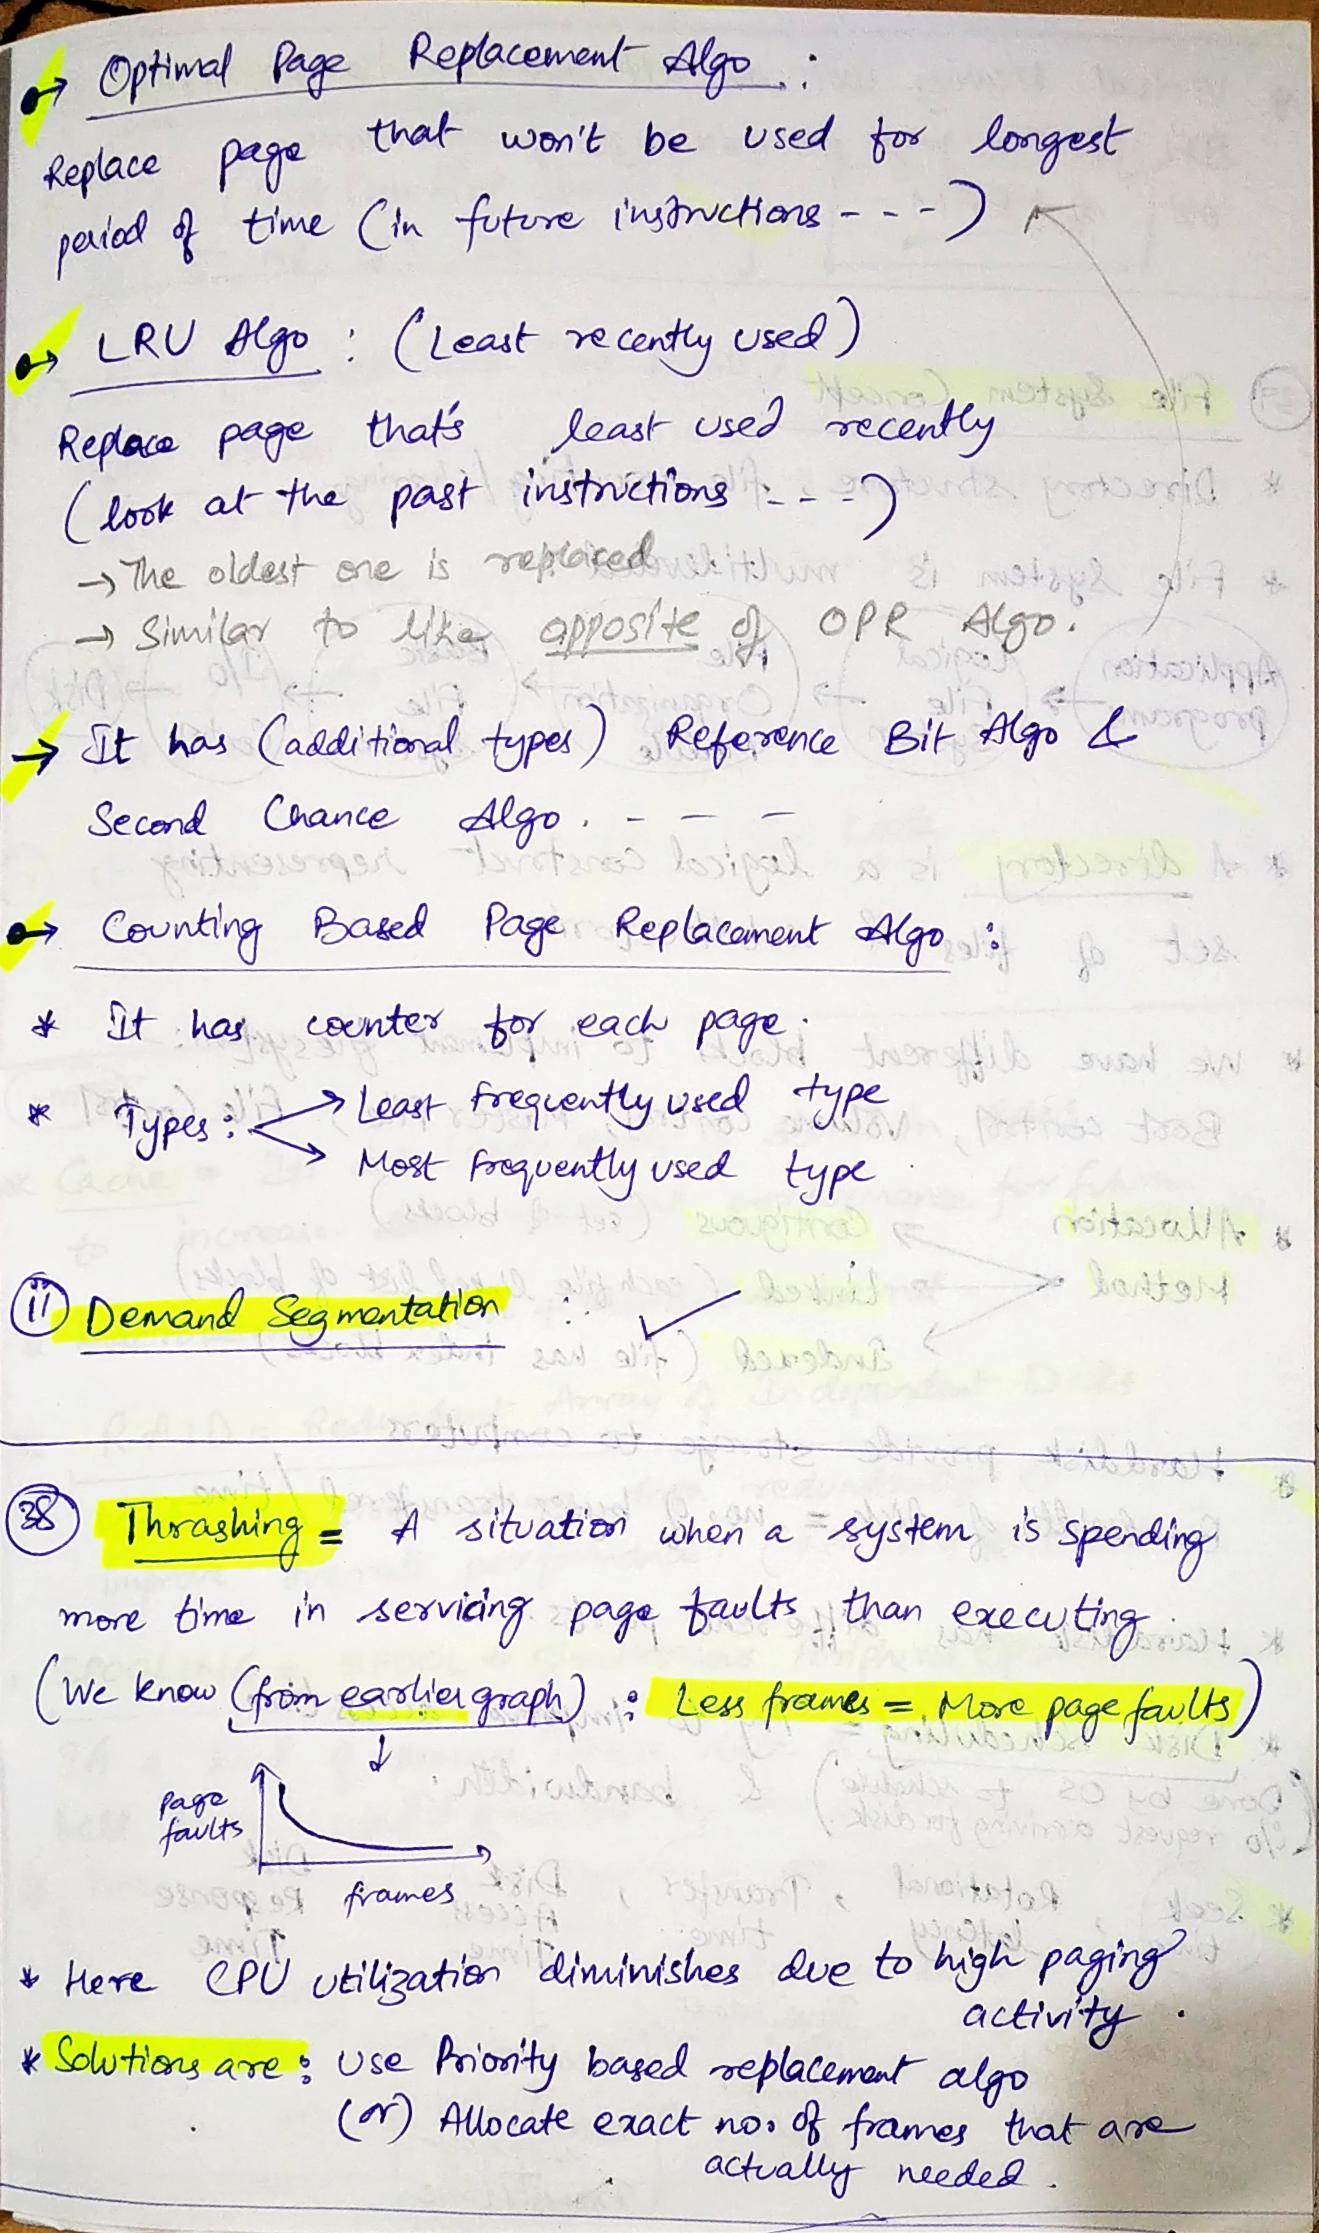 → Optimal Page Replacement Algo :
Replace page that won't be used for longest
period of time (in future instructions - - -)
→ LRU Algo : (Least recently used)
Replace page that's least used recently
(look at the past instructions - - -)
→ The oldest one is replaced
→ Similar to like opposite of OPR Algo.
→ It has (additional types) Reference Bit Algo &
Second Chance Algo. - - -
→ Counting Based Page Replacement Algo :
* It has counter for each page.
* Types : → Least frequently used type
→ Most frequently used type
(ii) Demand Segmentation : ✓
(38) Thrashing = A situation when a system is spending
more time in servicing page faults than executing.
(We know (from earlier graph) : Less frames = More page faults)
↓
page
faults
frames
* Here CPU utilization diminishes due to high paging
activity.
* Solutions are : Use Priority based replacement algo
(or) Allocate exact no. of frames that are
actually needed.